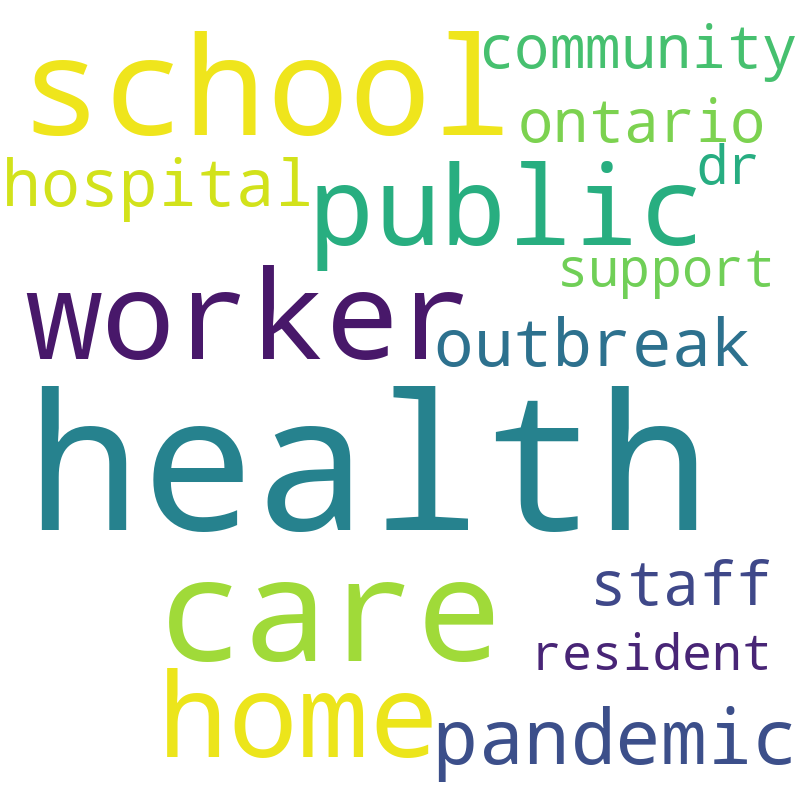 community
school
ontario
dr
hospital
public
support
worker
outbreak
health
staff
care
resident
home
pandemic